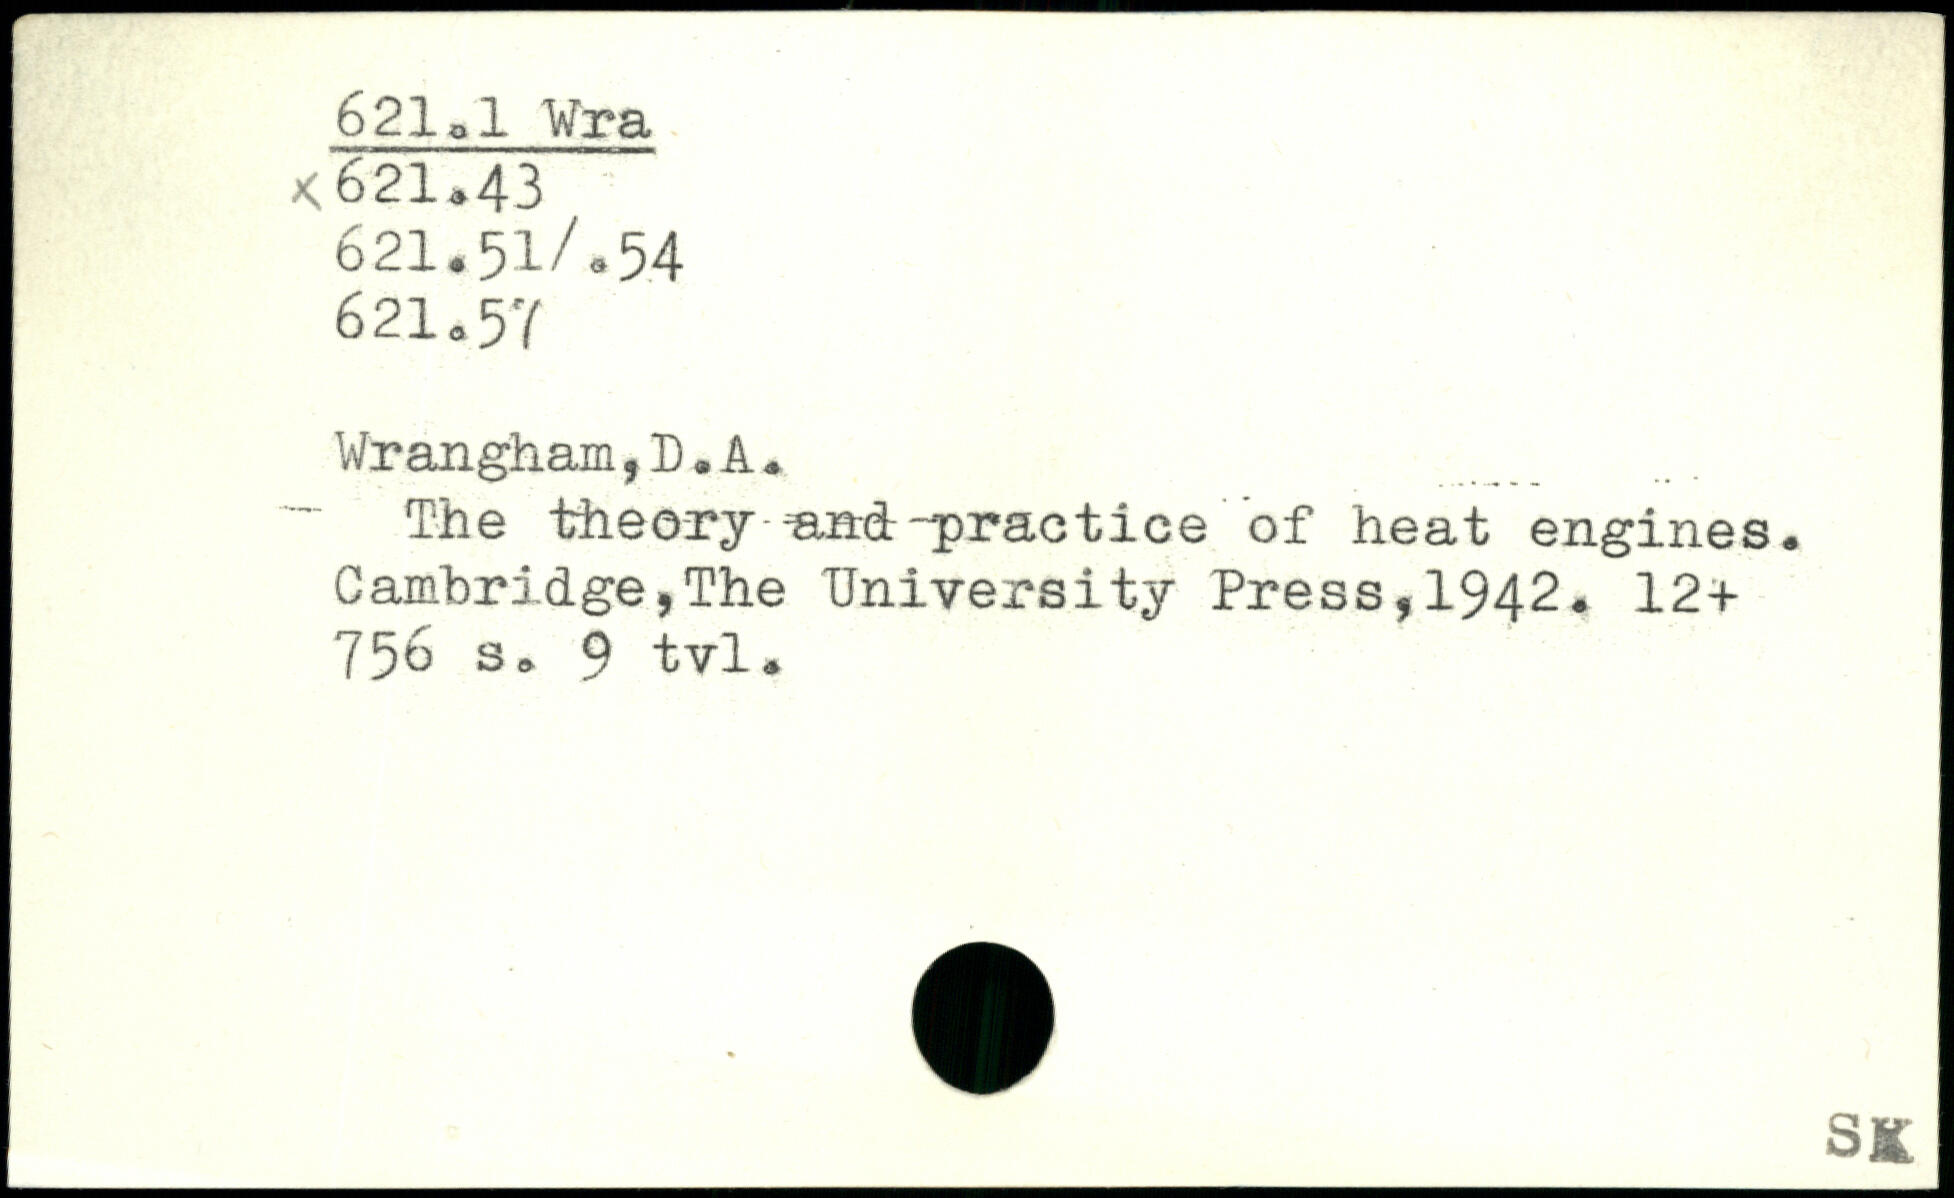 621.1 Wra
x 621.43
621.51/.54
621.57
Wrangham,D.A.
The theory and practice of heat engines.
Cambridge,The University Press,1942. 12+
756 s. 9 tvl.
SK